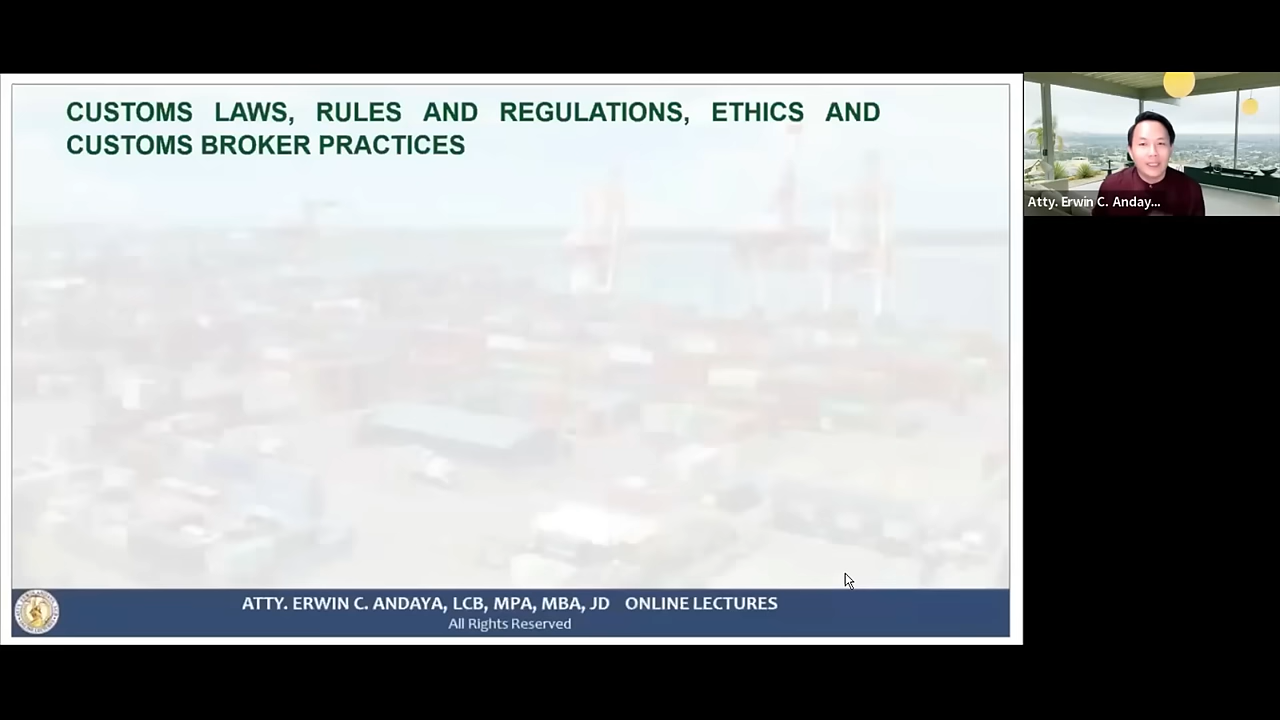 CUSTOMS LAWS, RULES AND REGULATIONS, ETHICS AND
CUSTOMS BROKER PRACTICES
Atty. Erwin C. Anday...
ATTY. ERWIN C. ANDAYA, LCB, MPA, MBA, JD ONLINE LECTURES
All Rights Reserved